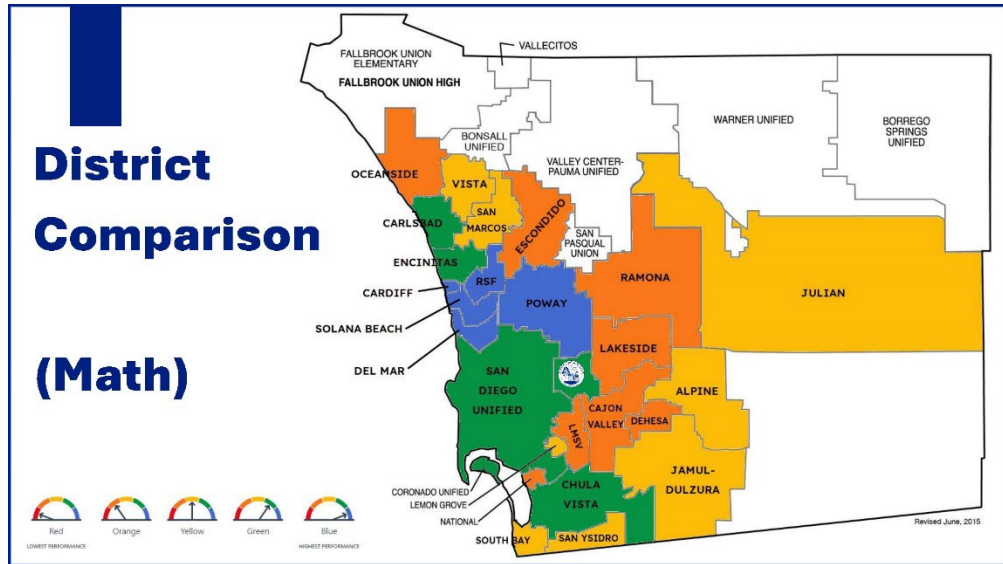 District
Comparison
(Math)
VALLECITOS
FALLBROOK UNION
ELEMENTARY
FALLBROOK UNION HIGH
BONSALL
UNIFIED
WARNER UNIFIED
BORREGO
SPRINGS
UNIFIED
VALLEY CENTER-
PAUMA UNIFIED
OCEANSIDE
VISTA
SAN
MARCOS
ESCONDIDO
SAN
PASQUAL
UNION
CARLSBAD
ENCINITAS
RSF
CARDIFF
POWAY
RAMONA
JULIAN
SOLANA BEACH
DEL MAR
LAKESIDE
SAN
DIEGO
UNIFIED
ALPINE
CAJON
VALLEY
DEHESA
LMSV
JAMUL-
DULZURA
CORONADO UNIFIED
LEMON GROVE
NATIONAL
CHULA
VISTA
SOUTH BAY
SAN YSIDRO
Revised June, 2015
Red
Orange
Yellow
Green
Blue
LOWEST PERFORMANCE
HIGHEST PERFORMANCE